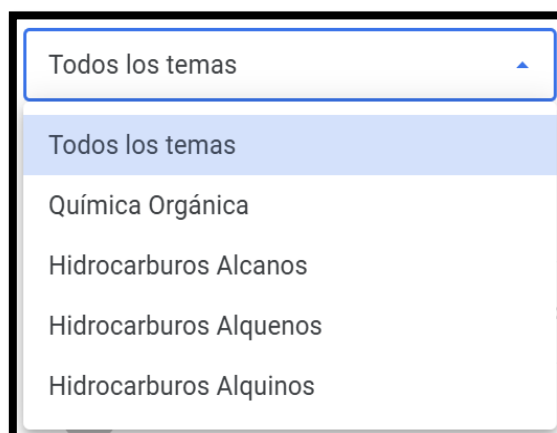 Todos los temas
Todos los temas
Química Orgánica
Hidrocarburos Alcanos
Hidrocarburos Alquenos
Hidrocarburos Alquinos